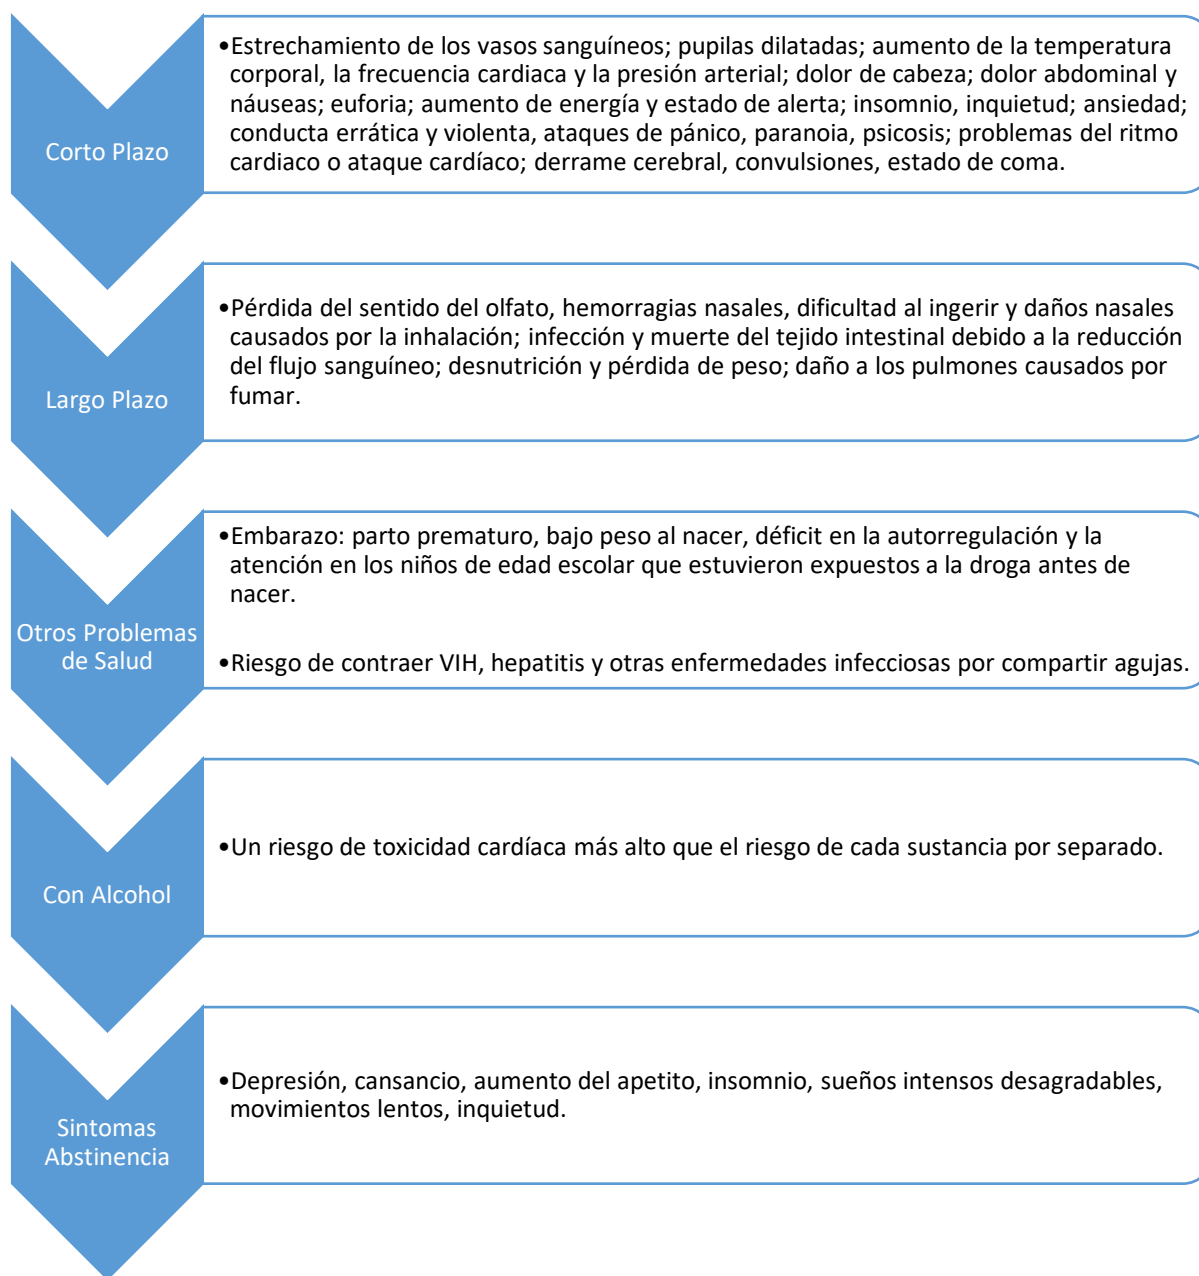 Corto Plazo
•Estrechamiento de los vasos sanguíneos; pupilas dilatadas; aumento de la temperatura
corporal, la frecuencia cardiaca y la presión arterial; dolor de cabeza; dolor abdominal y
náuseas; euforia; aumento de energía y estado de alerta; insomnio, inquietud; ansiedad;
conducta errática y violenta, ataques de pánico, paranoia, psicosis; problemas del ritmo
cardiaco o ataque cardíaco; derrame cerebral, convulsiones, estado de coma.
Largo Plazo
•Pérdida del sentido del olfato, hemorragias nasales, dificultad al ingerir y daños nasales
causados por la inhalación; infección y muerte del tejido intestinal debido a la reducción
del flujo sanguíneo; desnutrición y pérdida de peso; daño a los pulmones causados por
fumar.
Otros Problemas
de Salud
•Embarazo: parto prematuro, bajo peso al nacer, déficit en la autorregulación y la
atención en los niños de edad escolar que estuvieron expuestos a la droga antes de
nacer.
•Riesgo de contraer VIH, hepatitis y otras enfermedades infecciosas por compartir agujas.
Con Alcohol
•Un riesgo de toxicidad cardíaca más alto que el riesgo de cada sustancia por separado.
Sintomas
Abstinencia
•Depresión, cansancio, aumento del apetito, insomnio, sueños intensos desagradables,
movimientos lentos, inquietud.